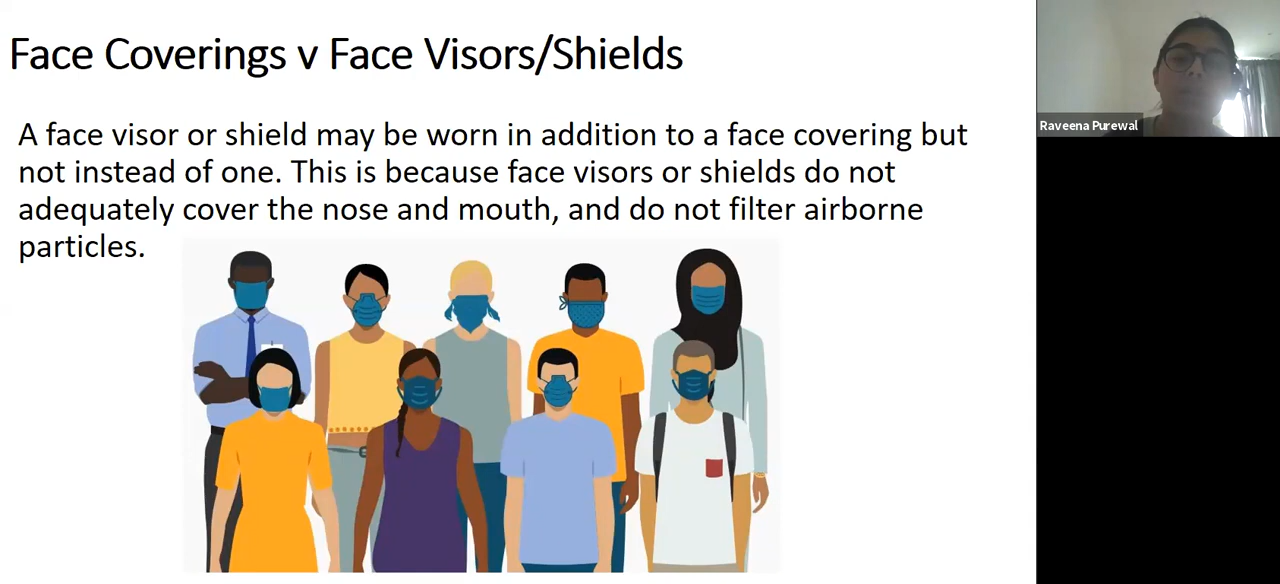 Face Coverings v Face Visors/Shields
A face visor or shield may be worn in addition to a face covering but
not instead of one. This is because face visors or shields do not
adequately cover the nose and mouth, and do not filter airborne
particles.
Raveena Purewal